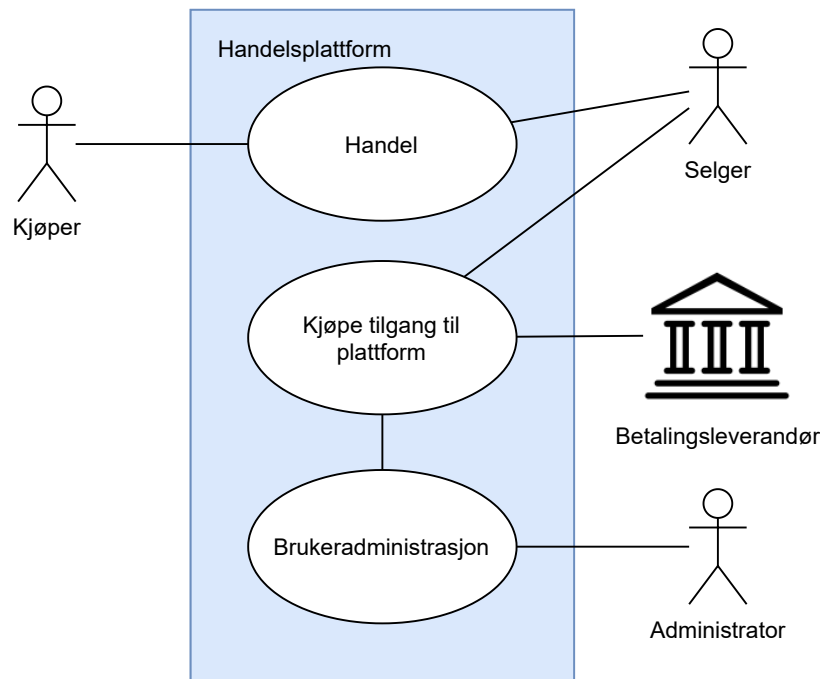 Handelsplattform
Handel
Kjøper
Selger
Kjøpe tilgang til
plattform
Betalingsleverandør
Brukeradministrasjon
Administrator